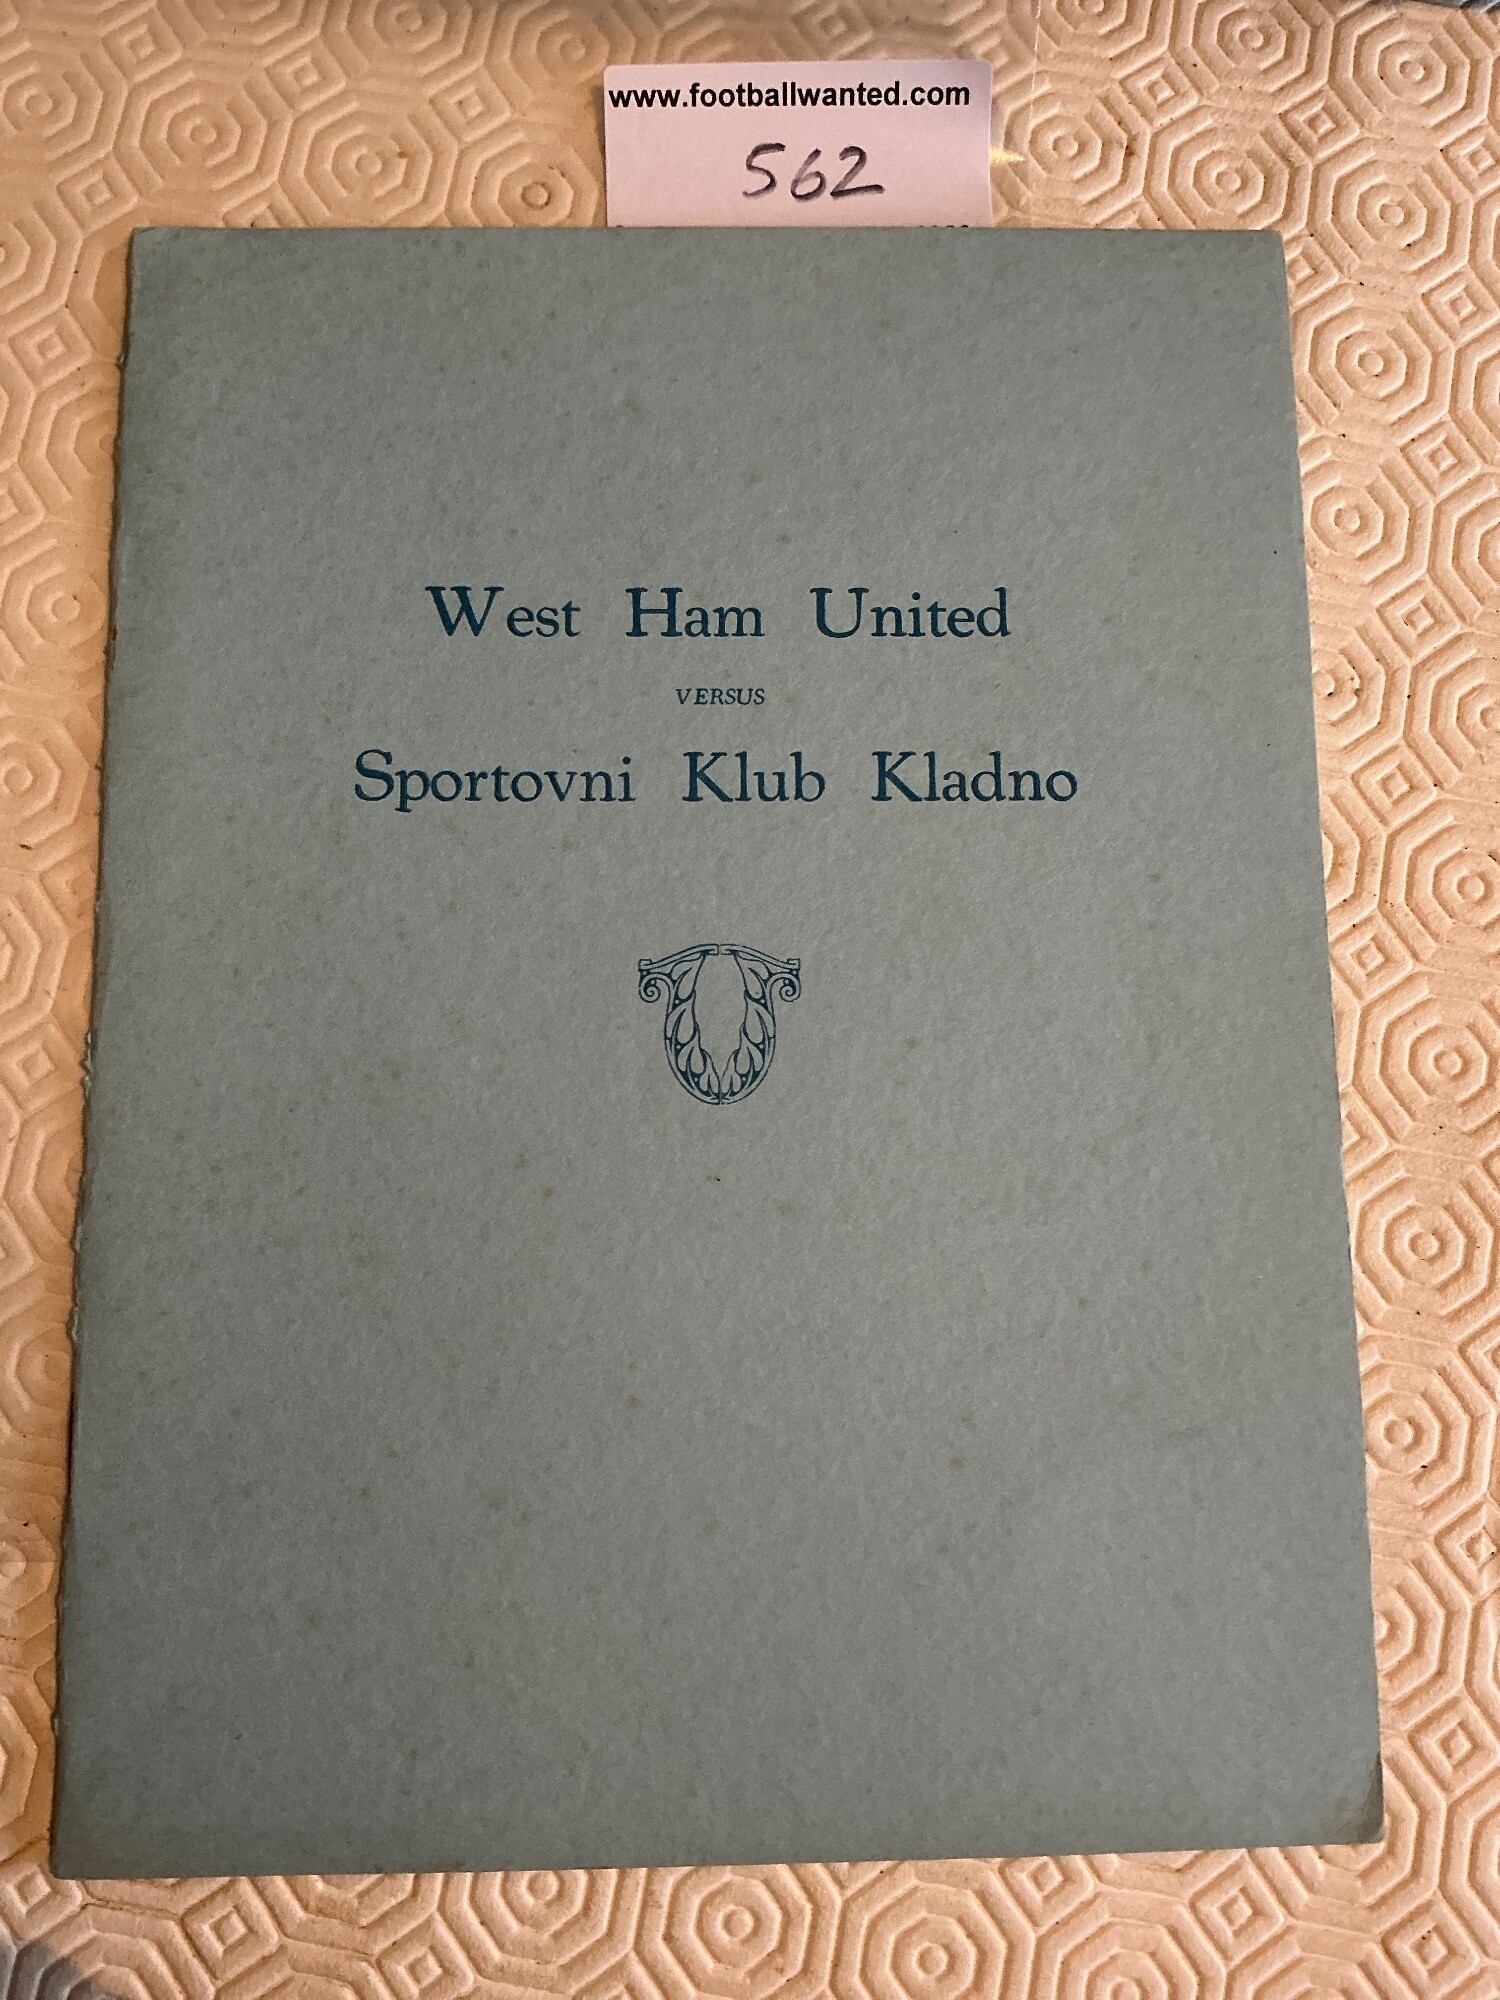 www.footballwanted.com
562
West Ham United
VERSUS
Sportovni Klub Kladno